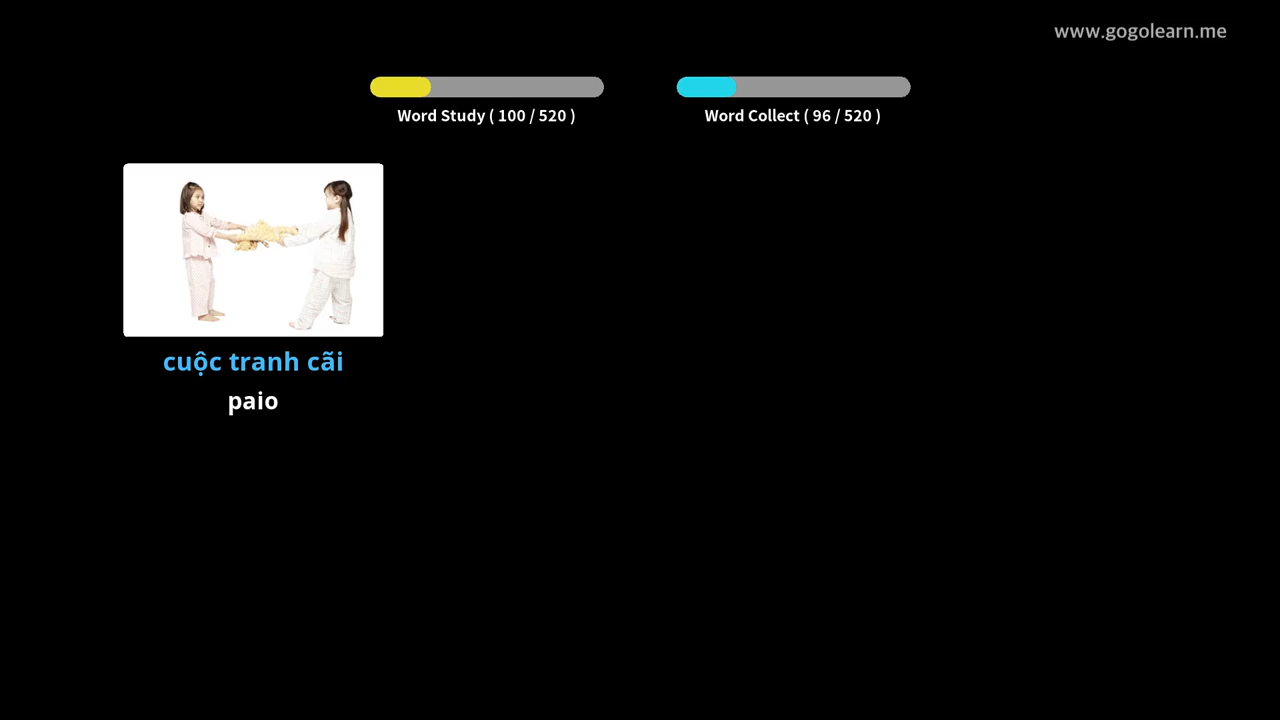 www.gogolearn.me
Word Study ( 100 / 520 )
Word Collect ( 96 / 520 )
cuộc tranh cãi
paio